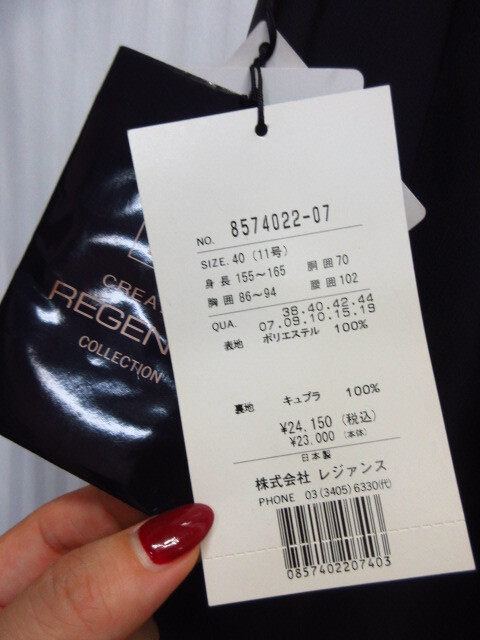 CREA
REGEN
COLLECTION
NO. 8574022-07
SIZE. 40 (11号)
身長 155～165 胴囲 70
胸囲 86～94 腰囲 102
38.40.42.44
QUA. 07.09.10.15.19
表地 ポリエステル 100%
裏地 キュプラ 100%
¥24,150 (税込)
¥23,000 (本体)
日本製
株式会社 レジァンス
PHONE 03(3405)6330(代)
0857402207403